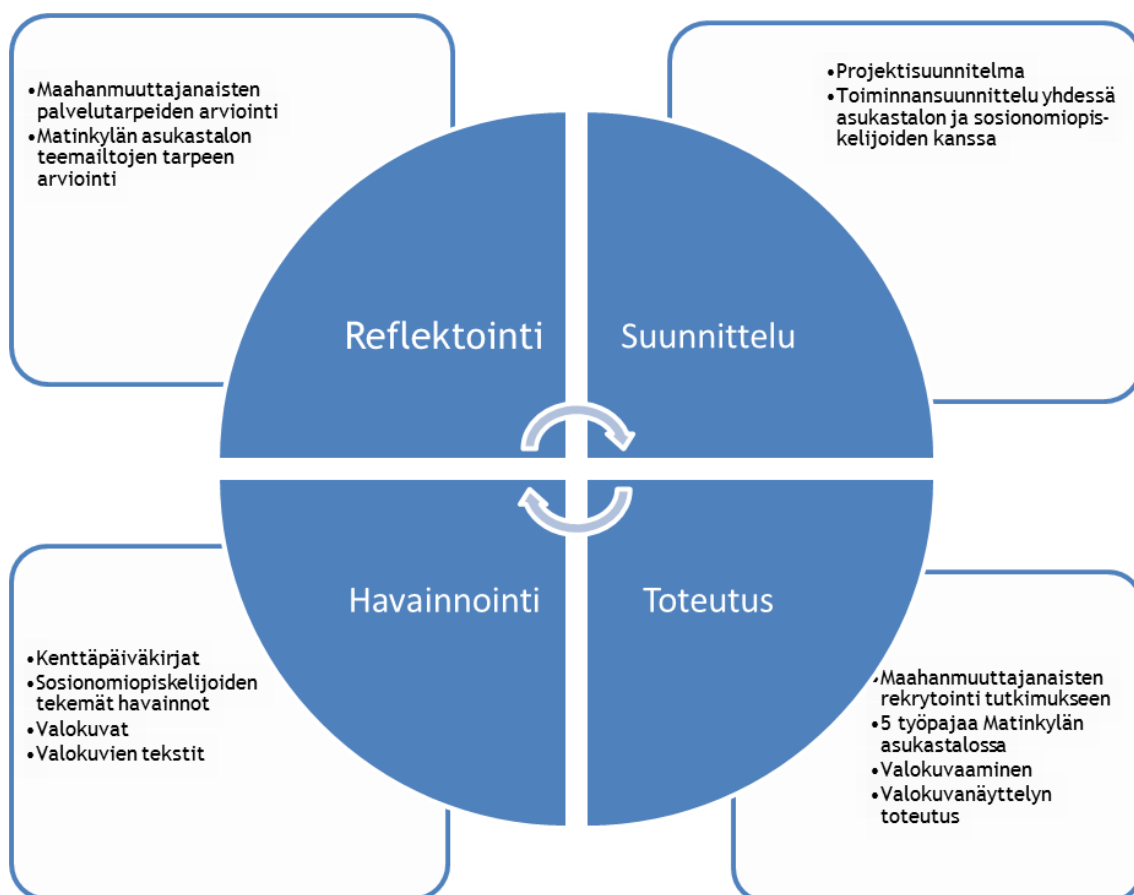 •Maahanmuuttajanaisten
palvelutarpeiden arviointi
•Matinkylän asukastalon
teemailtojen tarpeen
arviointi
•Projektisuunnitelma
•Toiminnansuunnittelu yhdessä
asukastalon ja sosionomiopis-
kelijoiden kanssa
Reflektointi
Suunnittelu
Havainnointi
Toteutus
•Kenttäpäiväkirjat
•Sosionomiopiskelijoiden
tekemät havainnot
•Valokuvat
•Valokuvien tekstit
•Maahanmuuttajanaisten
rekrytointi tutkimukseen
•5 työpajaa Matinkylän
asukastalossa
•Valokuvaaminen
•Valokuvanäyttelyn
toteutus